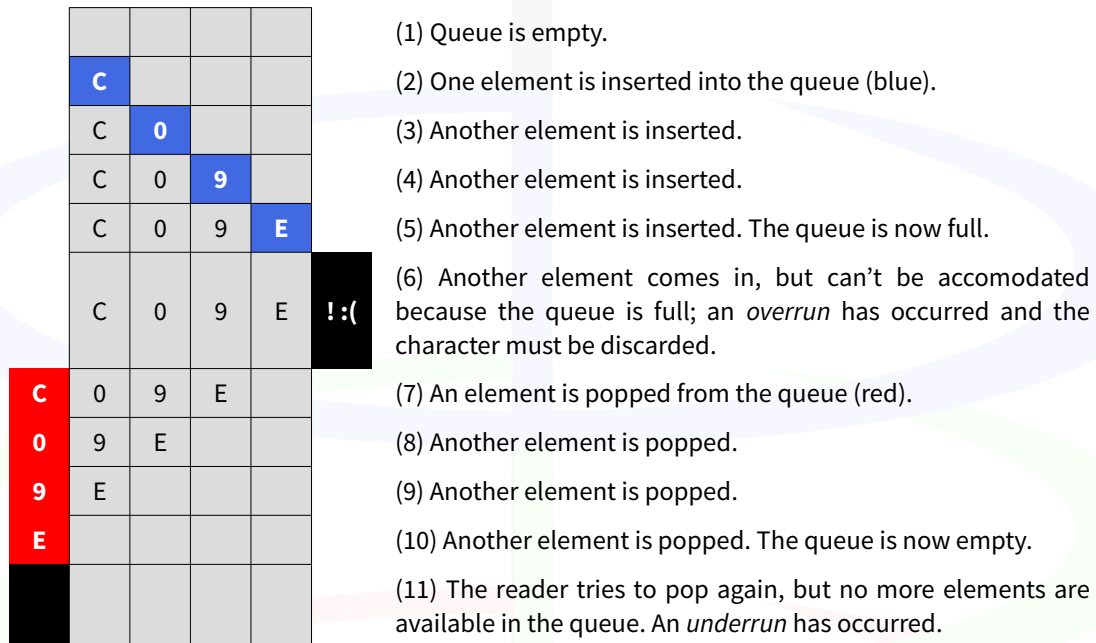 (1) Queue is empty.
C
(2) One element is inserted into the queue (blue).
C 0
(3) Another element is inserted.
C 0 9
(4) Another element is inserted.
C 0 9 E
(5) Another element is inserted. The queue is now full.
C 0 9 E ! :(
(6) Another element comes in, but can’t be accomodated
because the queue is full; an overrun has occurred and the
character must be discarded.
C 0 9 E
(7) An element is popped from the queue (red).
0 9 E
(8) Another element is popped.
9 E
(9) Another element is popped.
E
(10) Another element is popped. The queue is now empty.
(11) The reader tries to pop again, but no more elements are
available in the queue. An underrun has occurred.